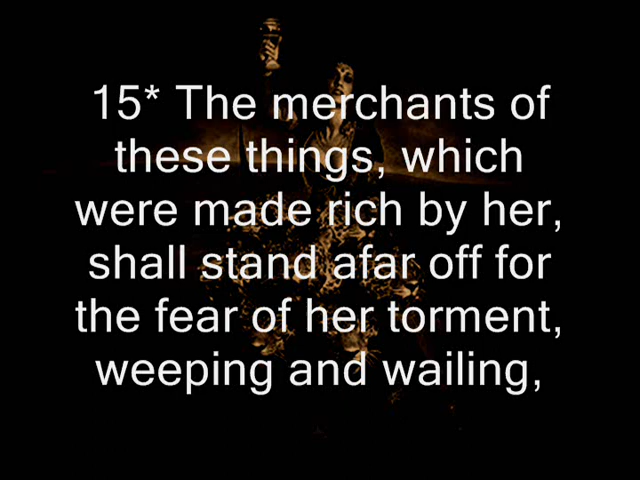 15* The merchants of
these things, which
were made rich by her,
shall stand afar off for
the fear of her torment,
weeping and wailing,